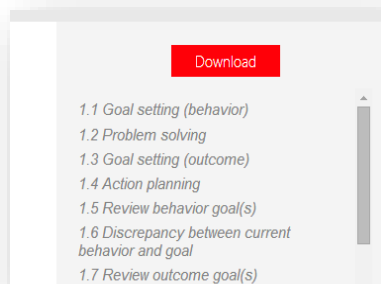 Download
1.1 Goal setting (behavior)
1.2 Problem solving
1.3 Goal setting (outcome)
1.4 Action planning
1.5 Review behavior goal(s)
1.6 Discrepancy between current
behavior and goal
1.7 Review outcome goal(s)